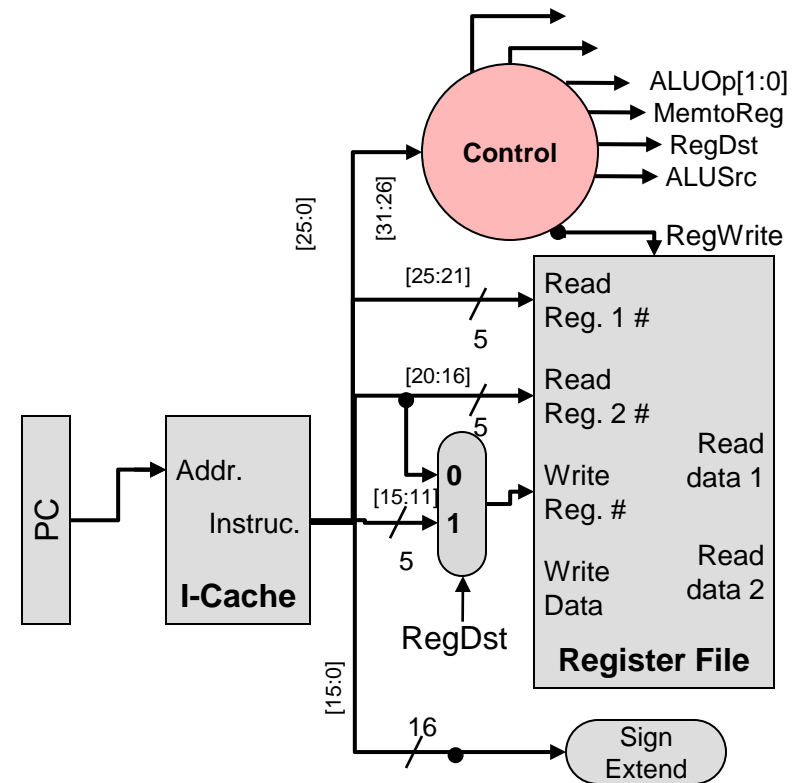 ALUOp[1:0]
MemtoReg
RegDst
ALUSrc
Control
[25:0]
[31:26]
RegWrite
[25:21]
5
Read
Reg. 1 #
[20:16]
5
Read
Reg. 2 #
Read
data 1
PC
Addr.
Instruc.
I-Cache
0
[15:11]
1
5
Write
Reg. #
Write
Data
Read
data 2
RegDst
Register File
[15:0]
16
Sign
Extend